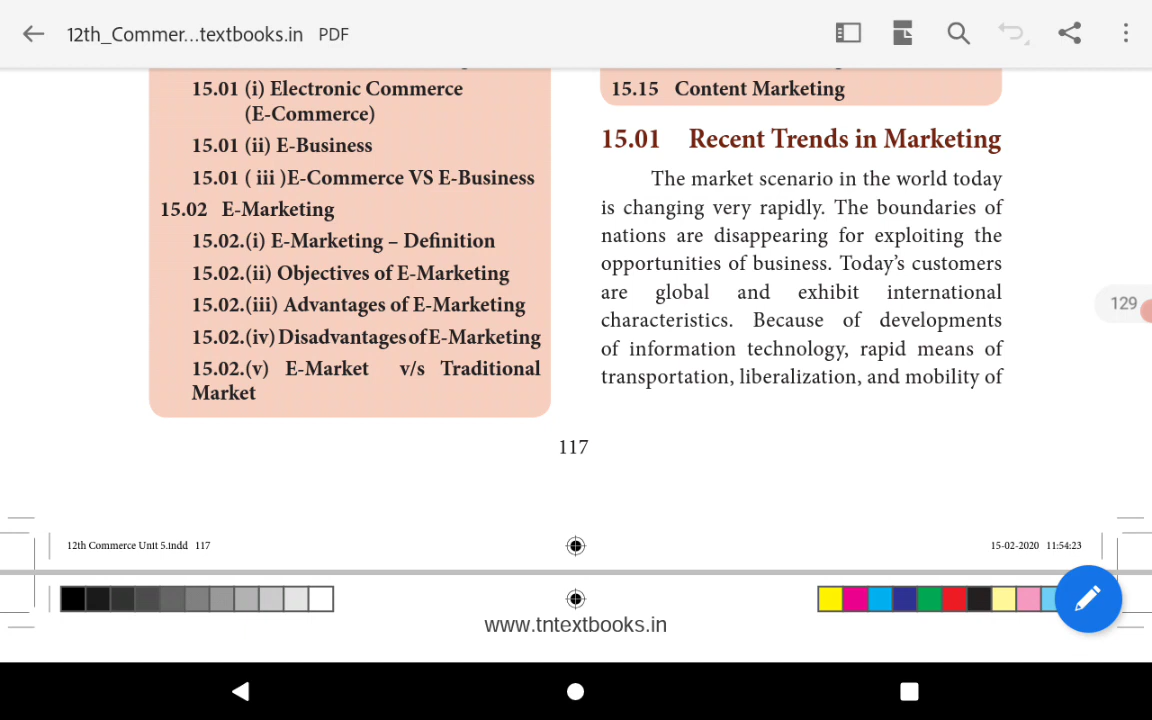 12th_Commer...textbooks.in PDF
15.01 (i) Electronic Commerce
(E-Commerce)
15.01 (ii) E-Business
15.01 ( iii )E-Commerce VS E-Business
15.02 E-Marketing
15.02.(i) E-Marketing – Definition
15.02.(ii) Objectives of E-Marketing
15.02.(iii) Advantages of E-Marketing
15.02.(iv) Disadvantages of E-Marketing
15.02.(v) E-Market v/s Traditional
Market
15.15 Content Marketing
15.01 Recent Trends in Marketing
The market scenario in the world today
is changing very rapidly. The boundaries of
nations are disappearing for exploiting the
opportunities of business. Today’s customers
are global and exhibit international
characteristics. Because of developments
of information technology, rapid means of
transportation, liberalization, and mobility of
129
117
12th Commerce Unit 5.indd 117
15-02-2020 11:54:23
www.tntextbooks.in